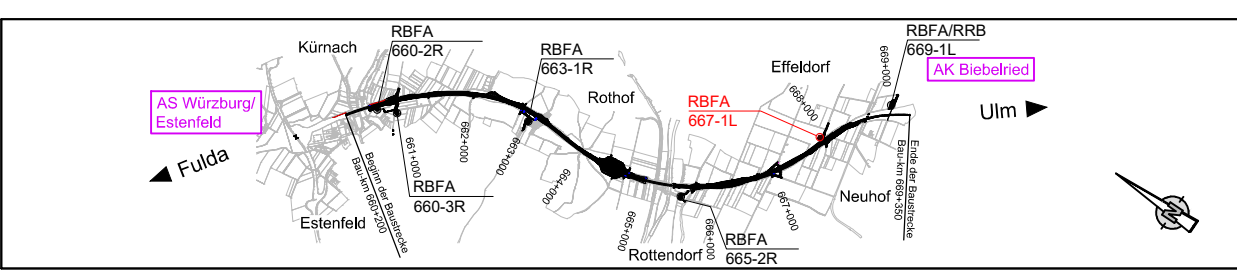 Kürnach
RBFA
660-2R
RBFA
663-1R
Rothof
Effeldorf
RBFA/RRB
669-1L
AK Biebelried
669+000
668+000
RBFA
667-1L
Ulm
AS Würzburg/
Estenfeld
Fulda
Beginn der Baustrecke
Bau-km 660+200
661+000
662+000
663+000
664+000
RBFA
660-3R
Estenfeld
665+000
Rottendorf
666+000
RBFA
665-2R
667+000
Neuhof
Ende der Baustrecke
Bau-km 669+350
N